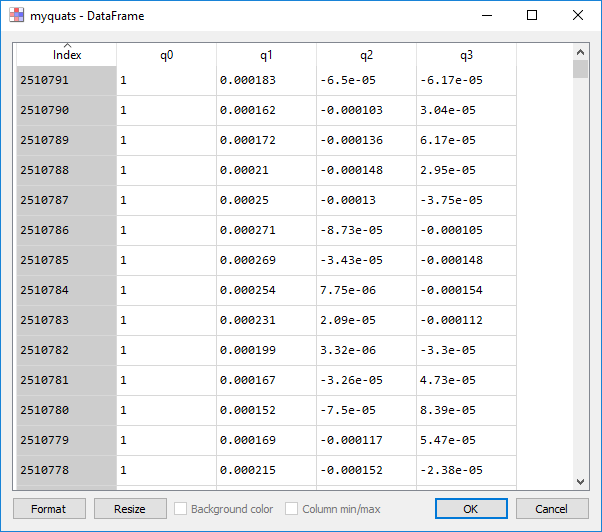 myquats - DataFrame
Index q0 q1 q2 q3
2510791 1 0.000183 -6.5e-05 -6.17e-05
2510790 1 0.000162 -0.000103 3.04e-05
2510789 1 0.000172 -0.000136 6.17e-05
2510788 1 0.00021 -0.000148 2.95e-05
2510787 1 0.00025 -0.00013 -3.75e-05
2510786 1 0.000271 -8.73e-05 -0.000105
2510785 1 0.000269 -3.43e-05 -0.000148
2510784 1 0.000254 7.75e-06 -0.000154
2510783 1 0.000231 2.09e-05 -0.000112
2510782 1 0.000199 3.32e-06 -3.3e-05
2510781 1 0.000167 -3.26e-05 4.73e-05
2510780 1 0.000152 -7.5e-05 8.39e-05
2510779 1 0.000169 -0.000117 5.47e-05
2510778 1 0.000215 -0.000152 -2.38e-05
Format Resize Background color Column min/max OK Cancel